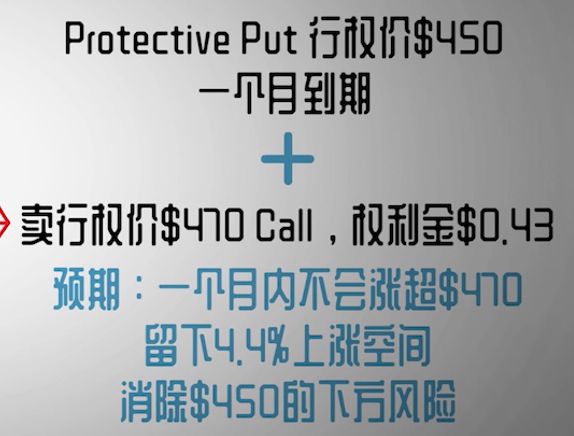 Protective Put 行权价$450
一个月到期
+
卖行权价$470 Call，权利金$0.43
预期：一个月内不会涨超$470
留下4.4%上涨空间
消除$450的下方风险